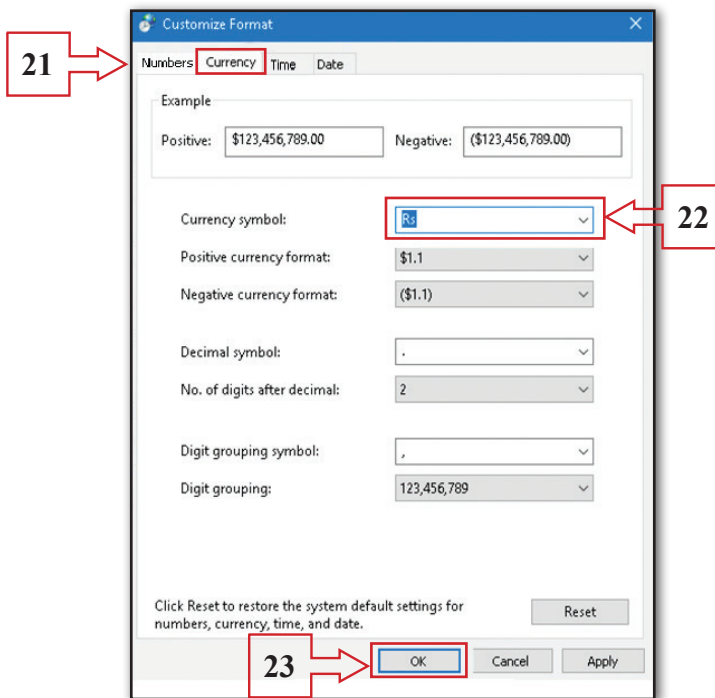 Customize Format
21
Numbers Currency Time Date
Example
Positive: $123,456,789.00 Negative: ($123,456,789.00)
Currency symbol: Rs
22
Positive currency format: $1.1
Negative currency format: ($1.1)
Decimal symbol: .
No. of digits after decimal: 2
Digit grouping symbol: ,
Digit grouping: 123,456,789
Click Reset to restore the system default settings for
numbers, currency, time, and date.
Reset
23
OK Cancel Apply